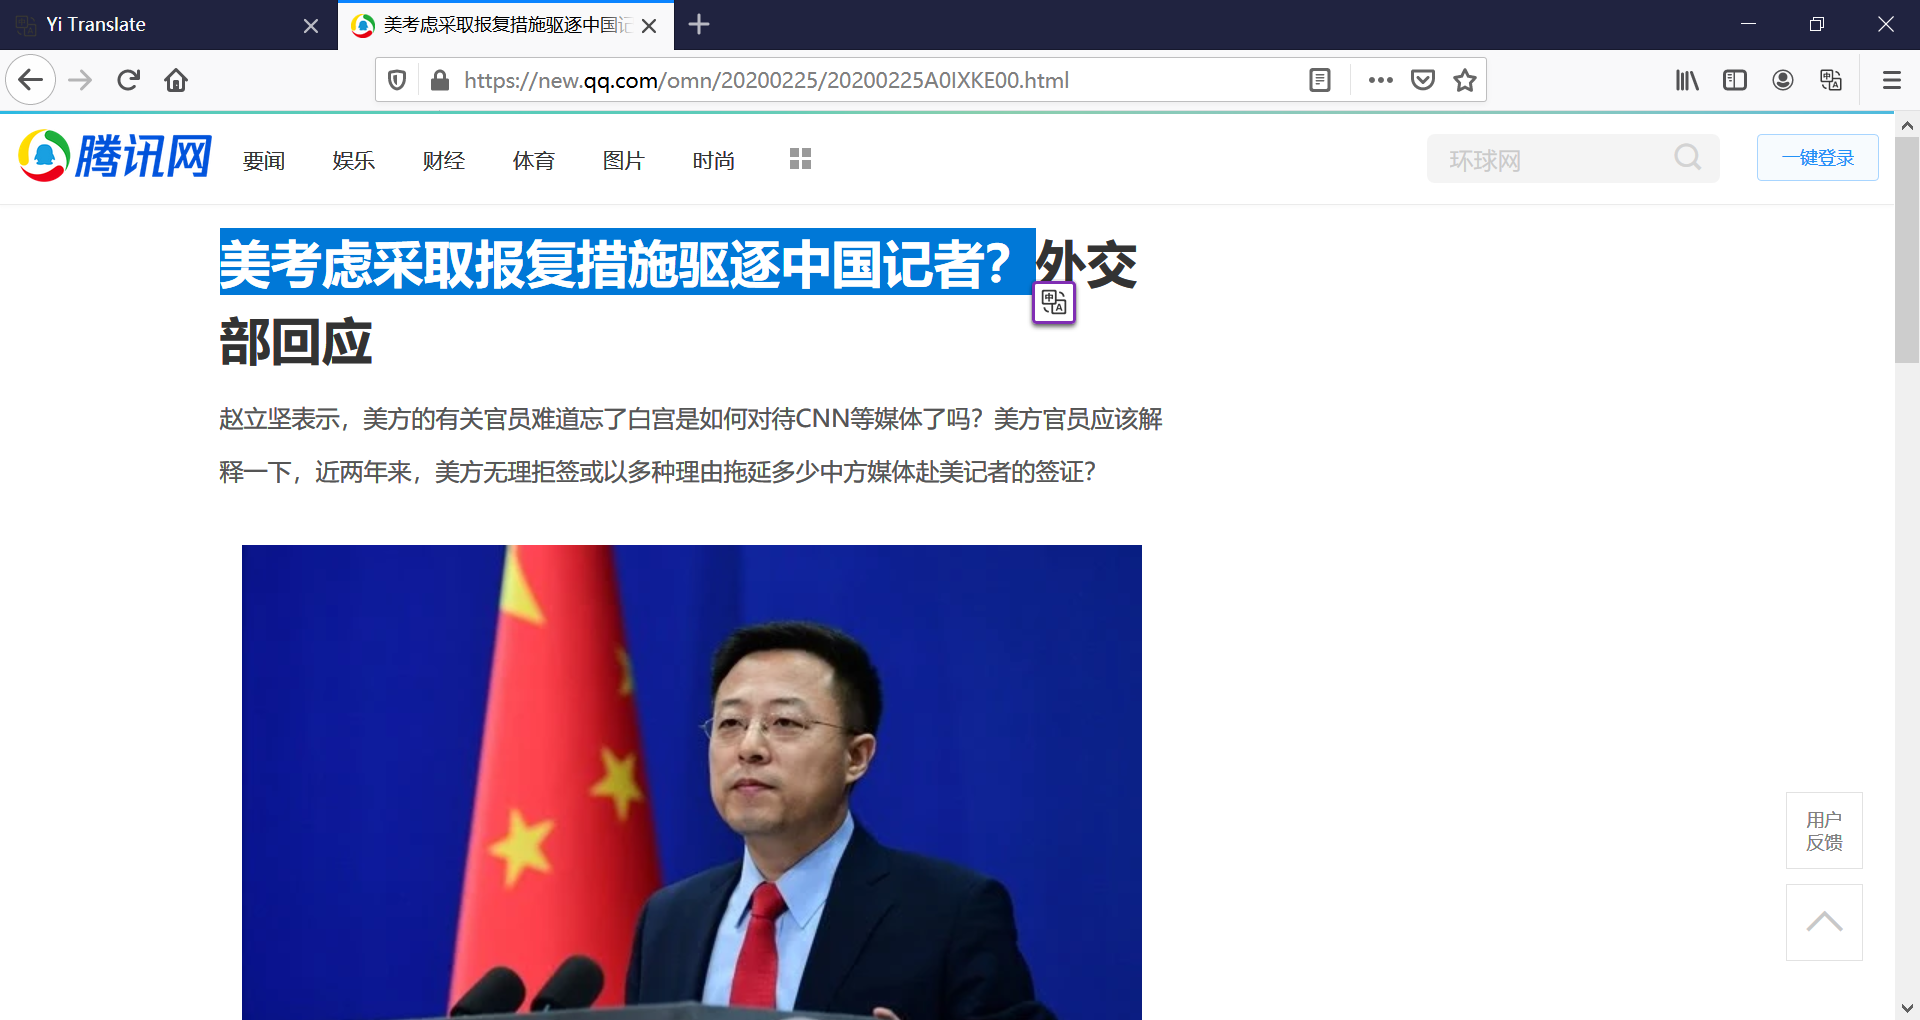 Yi Translate
美考虑采取报复措施驱逐中国记
https://new.qq.com/omn/20200225/20200225A0IXKE00.html
腾讯网 要闻 娱乐 财经 体育 图片 时尚 环球网 一键登录
美考虑采取报复措施驱逐中国记者？外交
部回应
赵立坚表示，美方的有关官员难道忘了白宫是如何对待CNN等媒体了吗？美方官员应该解
释一下，近两年来，美方无理拒签或以多种理由拖延多少中方媒体赴美记者的签证？
用户
反馈